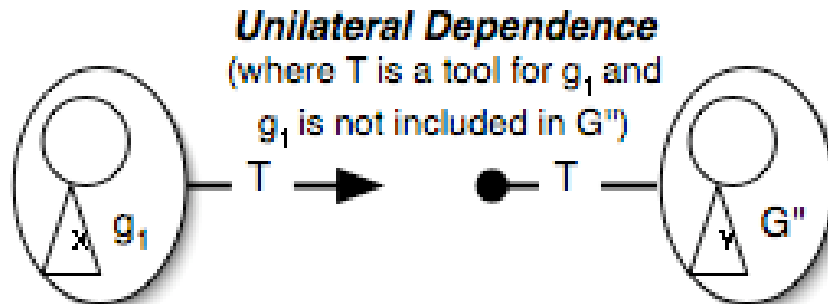 Unilateral Dependence
(where T is a tool for g₁ and
g₁ is not included in G")
T T
X g₁ Y G"